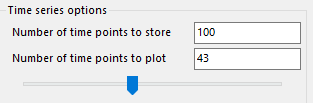 Time series options
Number of time points to store 100
Number of time points to plot 43